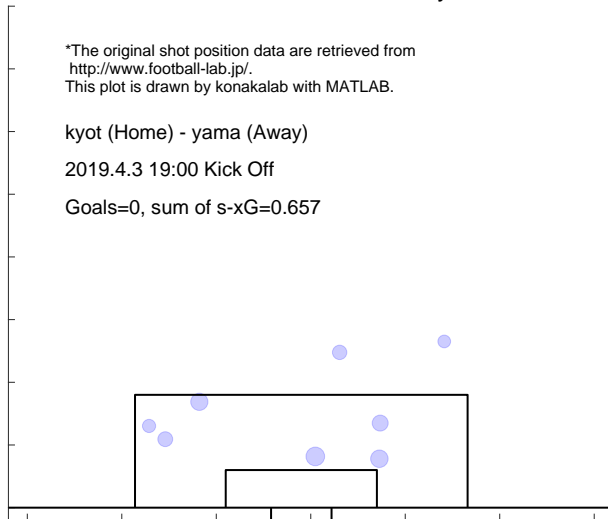 *The original shot position data are retrieved from
http://www.football-lab.jp/.
This plot is drawn by konakalab with MATLAB.
kyot (Home) - yama (Away)
2019.4.3 19:00 Kick Off
Goals=0, sum of s-xG=0.657